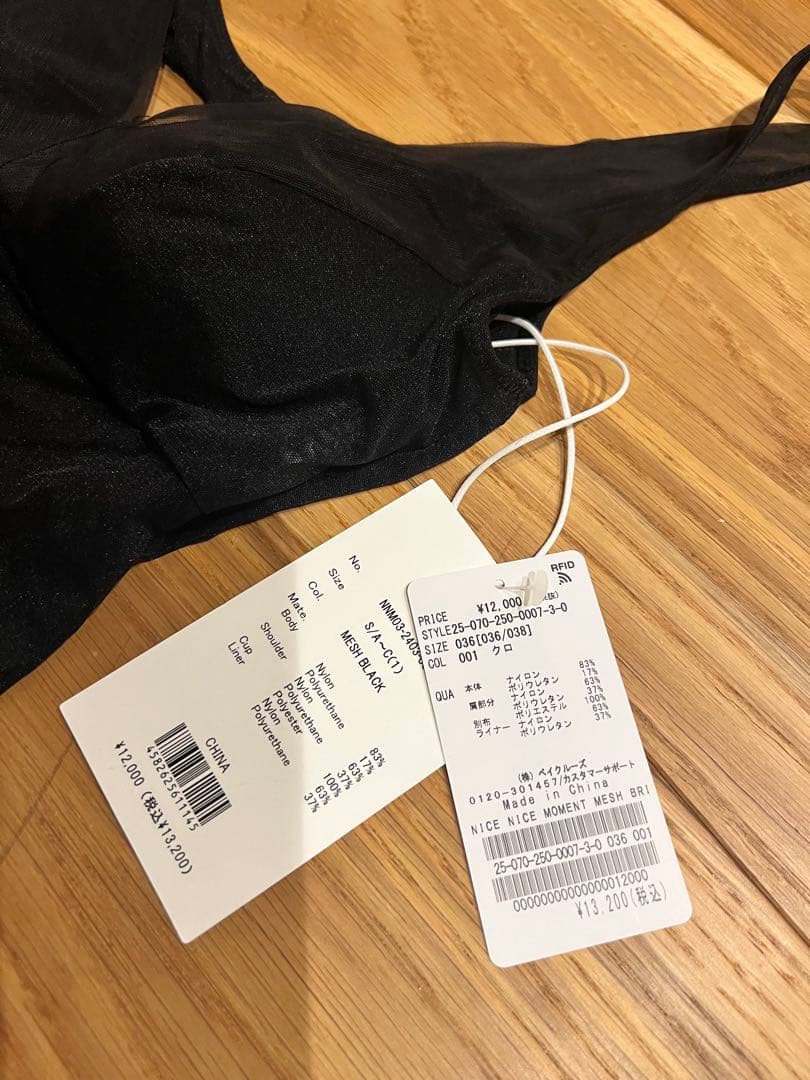 No.
NNM03-2403
Size
S/A~C(1)
Col.
MESH BLACK
Mate.
Body
Nylon 83%
Polyurethane 17%
Shoulder
Nylon 63%
Polyurethane 37%
Cup
Polyester 100%
Liner
Nylon 63%
Polyurethane 37%
CHINA
4582625611145
¥12,000 (税込¥13,200)
RFID
PRICE ¥12,000 抜)
STYLE25-070-250-0007-3-0
SIZE 036[036/038]
COL 001 クロ
QUA 本体 ナイロン 83%
ポリウレタン 17%
肩部分 ナイロン 63%
ポリウレタン 37%
別布 ポリエステル 100%
ライナー ナイロン 63%
ポリウレタン 37%
(株) ベイクルーズ
0120-301457/カスタマーサポート
Made in China
NICE NICE MOMENT MESH BRI
25-070-250-0007-3-0 036 001
0000000000000012000
¥13,200(税込)